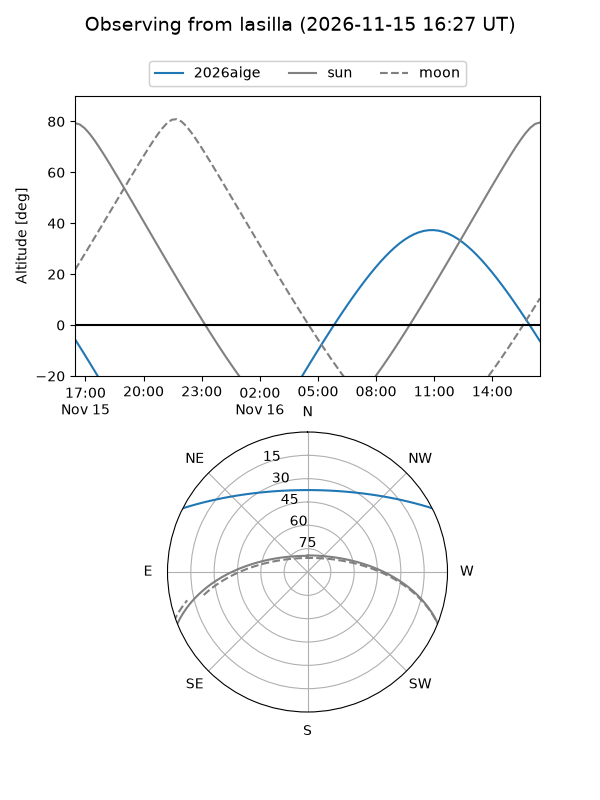 Observing from lasilla (2026-11-15 16:27 UT)
2026aige sun moon
Altitude [deg]
80
60
40
20
0
−20
17:00 20:00 23:00 02:00 05:00 08:00 11:00 14:00
Nov 15 Nov 16
N
NE NW
15
30
45
60
75
E W
SE SW
S